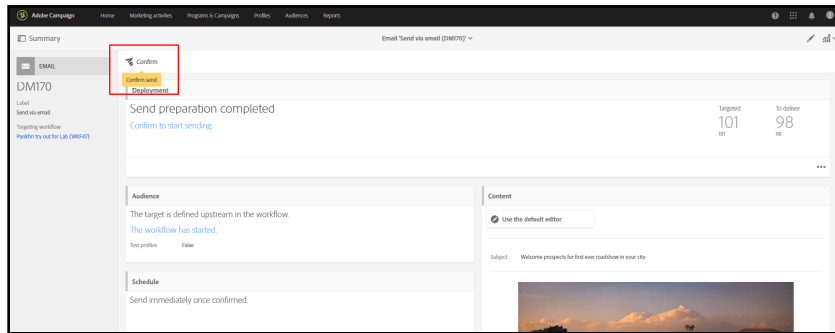 Adobe Campaign Home Marketing activities Programs & Campaigns Profiles Audiences Reports
Summary
Email 'Send via email (DM170)'
EMAIL
DM170
Label
Send via email
Targeting workflow
Pankhri try out for Lab (WKF47)
Confirm
Confirm send
Deployment
Send preparation completed
Confirm to start sending.
Targeted
101
101
To deliver
98
98
Audience
The target is defined upstream in the workflow.
The workflow has started.
Test profiles False
Schedule
Send immediately once confirmed.
Content
Use the default editor
Subject Welcome prospects for first ever roadshow in your city